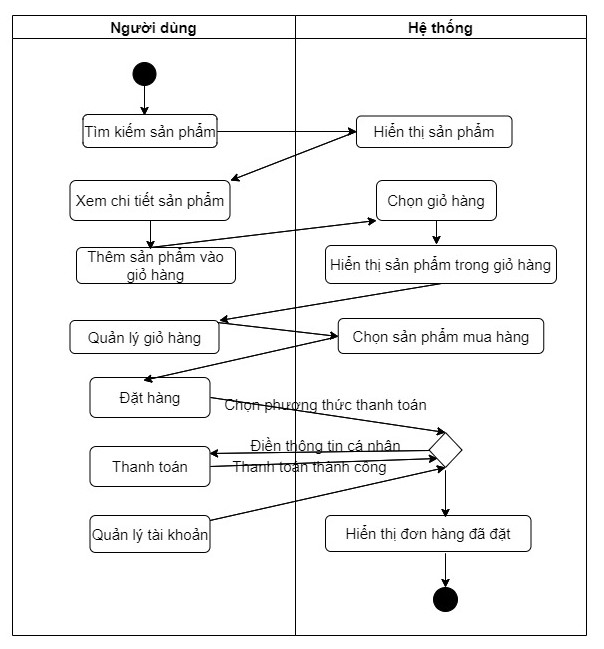 Người dùng
Hệ thống
Tìm kiếm sản phẩm
Hiển thị sản phẩm
Xem chi tiết sản phẩm
Chọn giỏ hàng
Thêm sản phẩm vào
giỏ hàng
Hiển thị sản phẩm trong giỏ hàng
Quản lý giỏ hàng
Chọn sản phẩm mua hàng
Đặt hàng
Chọn phương thức thanh toán
Điền thông tin cá nhân
Thanh toán
Thanh toán thành công
Quản lý tài khoản
Hiển thị đơn hàng đã đặt